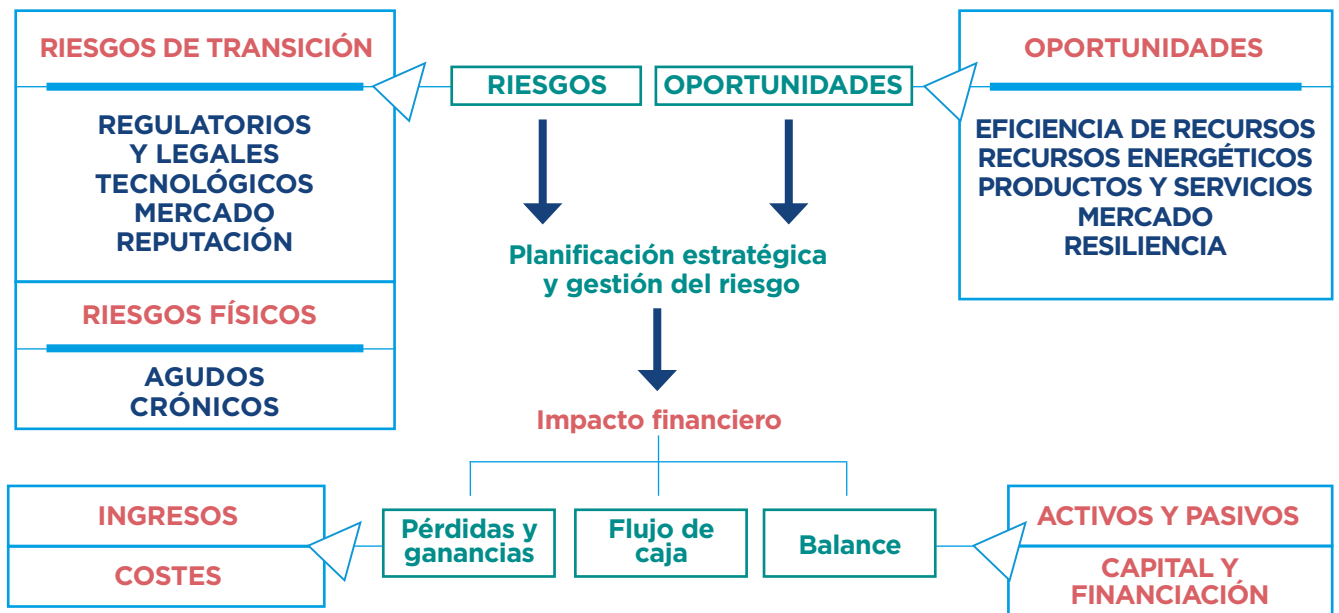 RIESGOS DE TRANSICIÓN
REGULATORIOS
Y LEGALES
TECNOLÓGICOS
MERCADO
REPUTACIÓN
RIESGOS FÍSICOS
AGUDOS
CRÓNICOS
RIESGOS
OPORTUNIDADES
OPORTUNIDADES
EFICIENCIA DE RECURSOS
RECURSOS ENERGÉTICOS
PRODUCTOS Y SERVICIOS
MERCADO
RESILIENCIA
Planificación estratégica
y gestión del riesgo
Impacto financiero
INGRESOS
COSTES
Pérdidas y
ganancias
Flujo de
caja
Balance
ACTIVOS Y PASIVOS
CAPITAL Y
FINANCIACIÓN